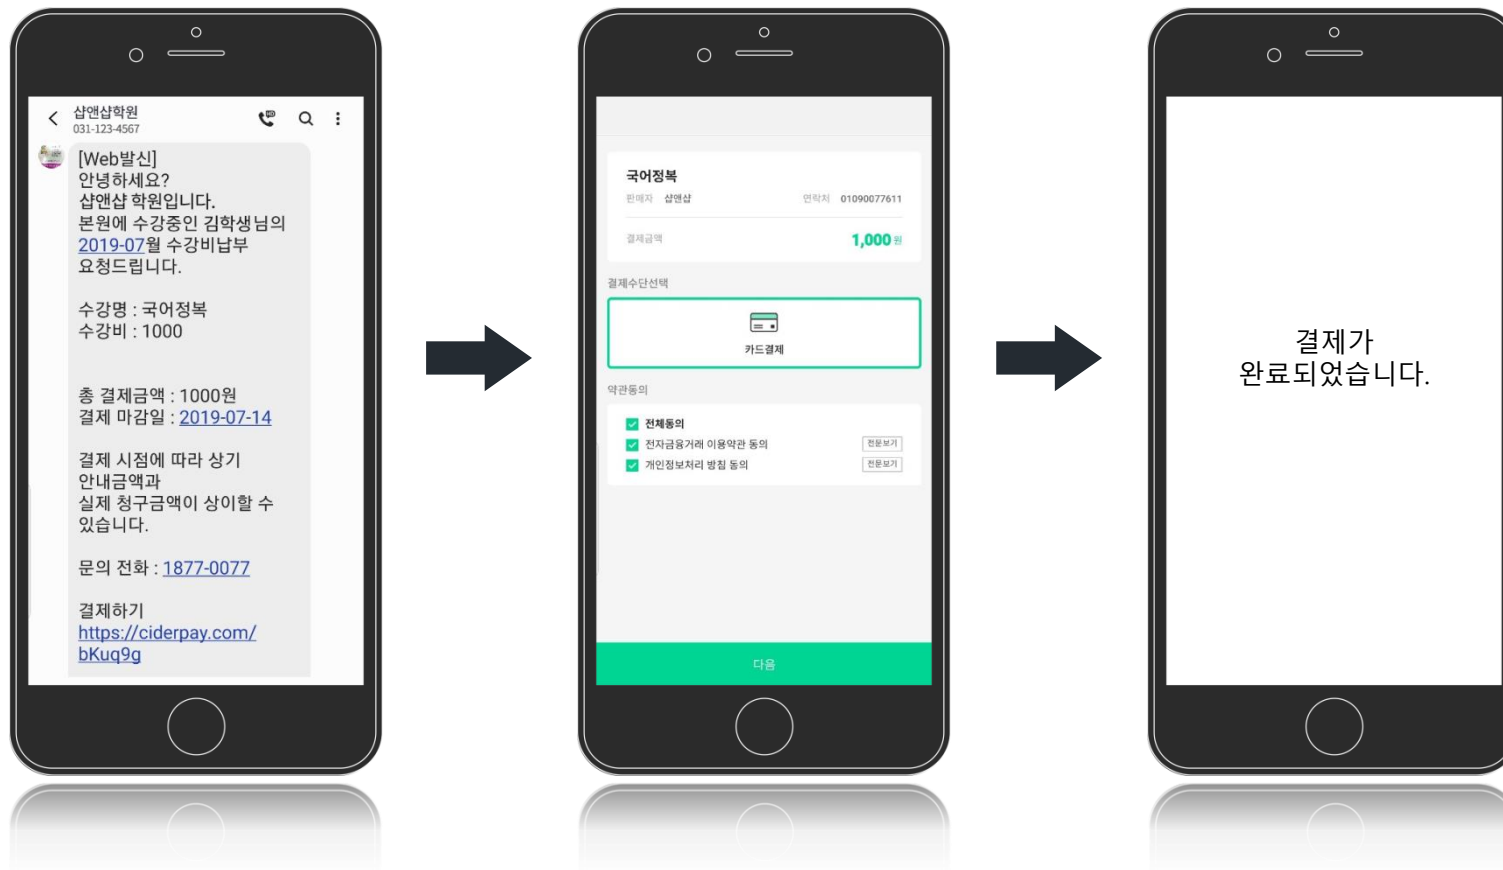 샵앤샵학원
031-123-4567
[Web발신]
안녕하세요?
샵앤샵 학원입니다.
본원에 수강중인 김학생님의
2019-07월 수강비납부
요청드립니다.
수강명 : 국어정복
수강비 : 1000
총 결제금액 : 1000원
결제 마감일 : 2019-07-14
결제 시점에 따라 상기
안내금액과
실제 청구금액이 상이할 수
있습니다.
문의 전화 : 1877-0077
결제하기
https://ciderpay.com/
bKuq9g
국어정복
판매자 샵앤샵 연락처 01090077611
결제금액 1,000 원
결제수단선택
카드결제
약관동의
전체동의
전자금융거래 이용약관 동의 전문보기
개인정보처리 방침 동의 전문보기
다음
결제가
완료되었습니다.